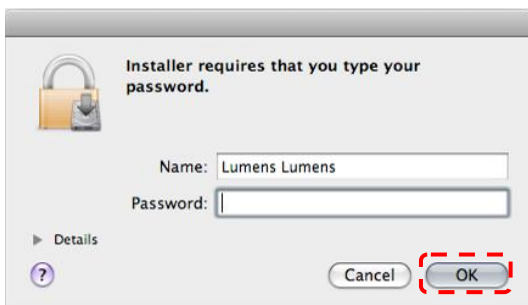 Installer requires that you type your
password.
Name: Lumens Lumens
Password:
Details
?
Cancel
OK